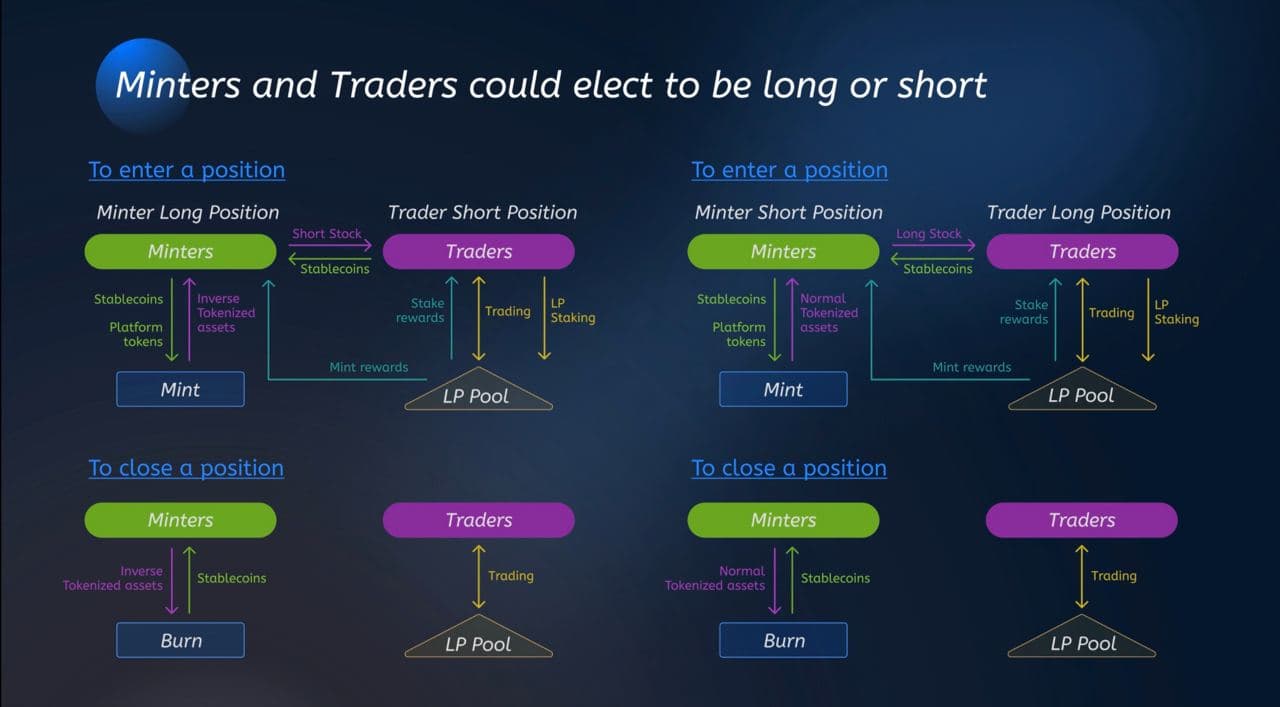 Minters and Traders could elect to be long or short
To enter a position
Minter Long Position
Trader Short Position
Minters
Short Stock
Stablecoins
Traders
Stablecoins
Platform
tokens
Inverse
Tokenized
assets
Stake
rewards
Trading
LP
Staking
Mint rewards
Mint
LP Pool
To enter a position
Minter Short Position
Trader Long Position
Minters
Long Stock
Stablecoins
Traders
Stablecoins
Platform
tokens
Normal
Tokenized
assets
Stake
rewards
Trading
LP
Staking
Mint rewards
Mint
LP Pool
To close a position
Minters
Traders
Inverse
Tokenized assets
Stablecoins
Trading
Burn
LP Pool
To close a position
Minters
Traders
Normal
Tokenized assets
Stablecoins
Trading
Burn
LP Pool